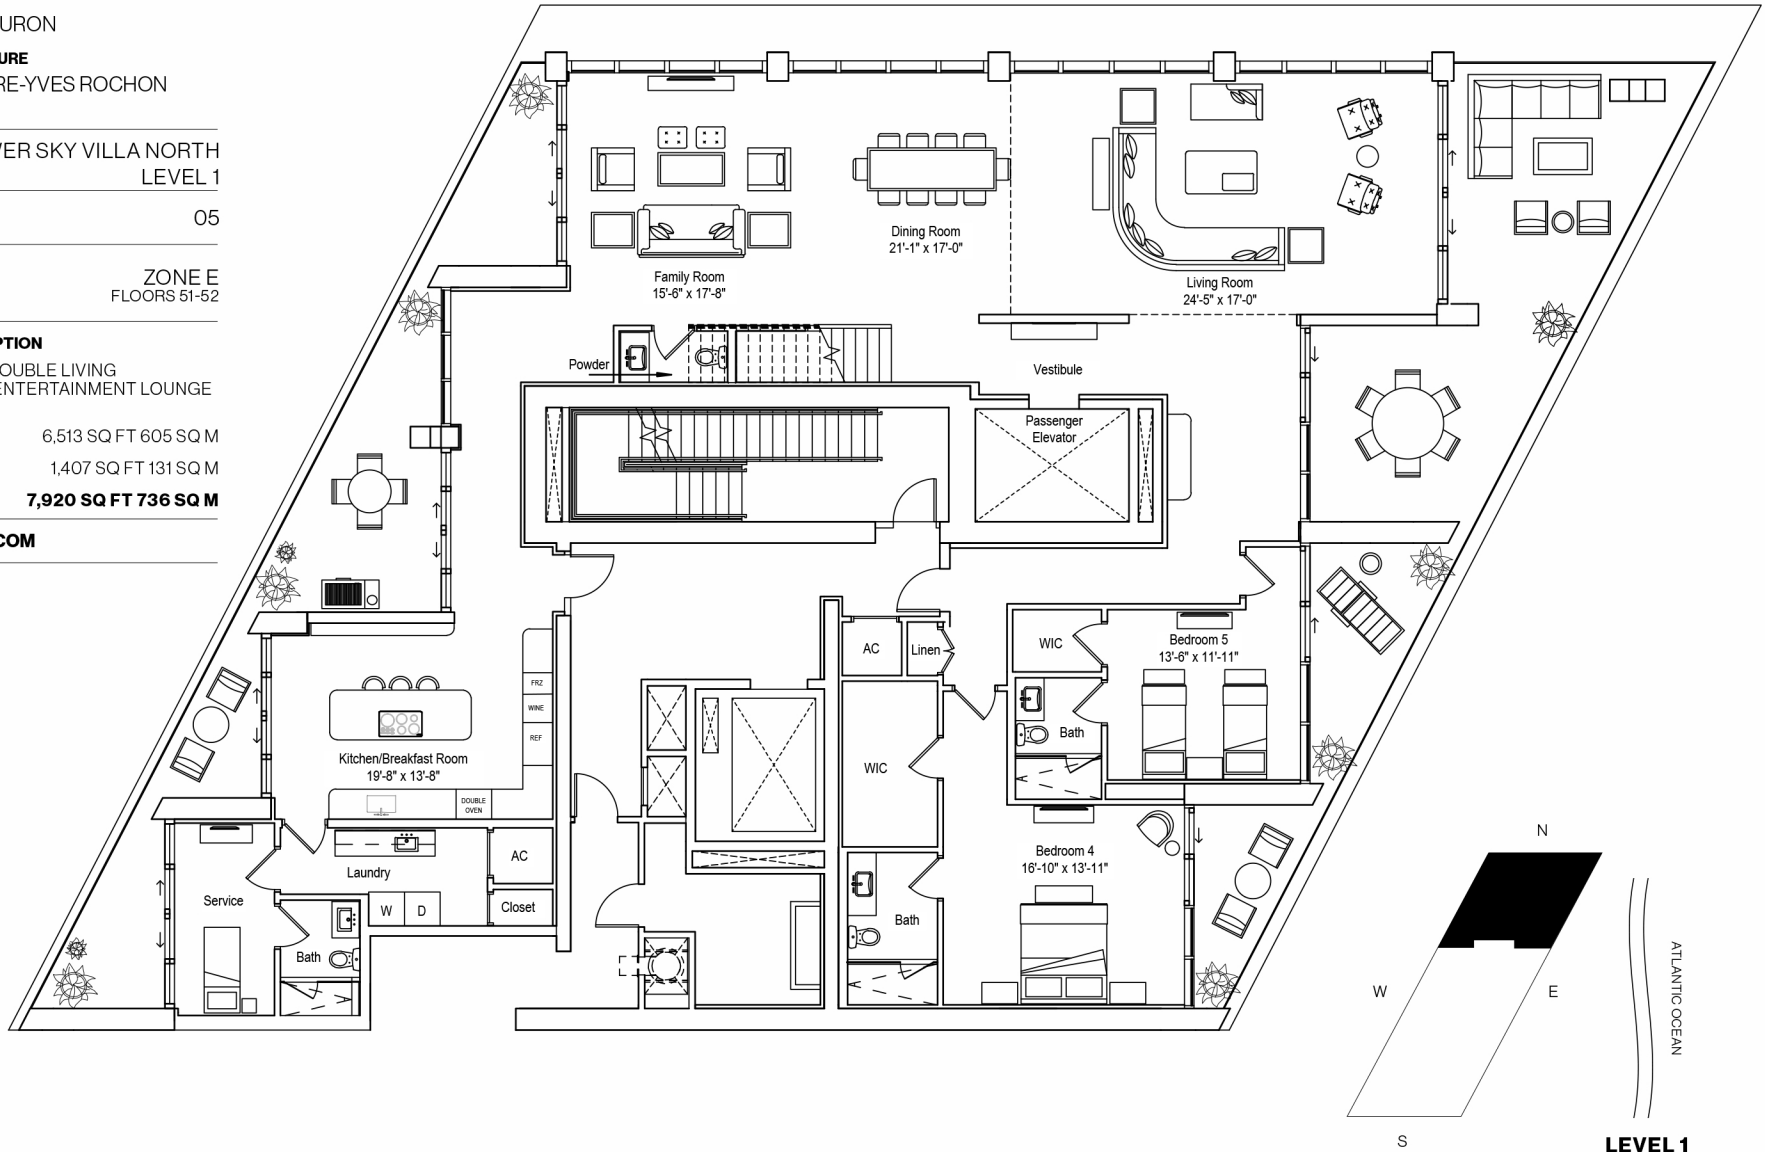 URON
URE
RE-YVES ROCHON
VER SKY VILLA NORTH
LEVEL 1
05
ZONE E
FLOORS 51-52
PTION
OUBLE LIVING
ENTERTAINMENT LOUNGE
6,513 SQ FT 605 SQ M
1,407 SQ FT 131 SQ M
7,920 SQ FT 736 SQ M
COM
Family Room
15'-6" x 17'-8"
Dining Room
21'-1" x 17'-0"
Living Room
24'-5" x 17'-0"
Powder
Vestibule
Passenger
Elevator
Kitchen/Breakfast Room
19'-8" x 13'-8"
FRZ
WINE
REF
DOUBLE
OVEN
AC
Linen
WIC
Bedroom 5
13'-6" x 11'-11"
Bath
WIC
Bedroom 4
16'-10" x 13'-11"
Bath
Laundry
AC
W
D
Closet
Service
Bath
N
W
E
S
ATLANTIC OCEAN
LEVEL 1